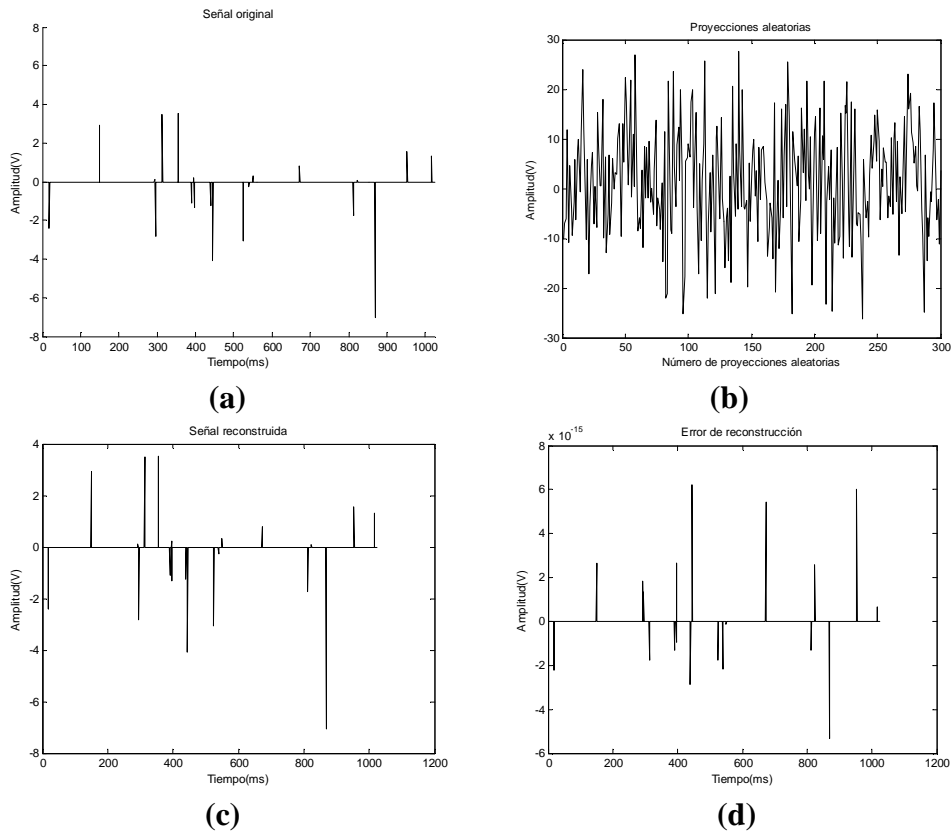 Señal original
8
6
4
2
0
-2
-4
-6
-8
Amplitud(V)
0 100 200 300 400 500 600 700 800 900 1000
Tiempo(ms)
(a)
Proyecciones aleatorias
30
20
10
0
-10
-20
-30
Amplitud(V)
0 50 100 150 200 250 300
Número de proyecciones aleatorias
(b)
Señal reconstruida
4
2
0
-2
-4
-6
-8
Amplitud(V)
0 200 400 600 800 1000 1200
Tiempo(ms)
(c)
Error de reconstrucción
x 10^-15
8
6
4
2
0
-2
-4
-6
Amplitud(V)
0 200 400 600 800 1000 1200
Tiempo(ms)
(d)